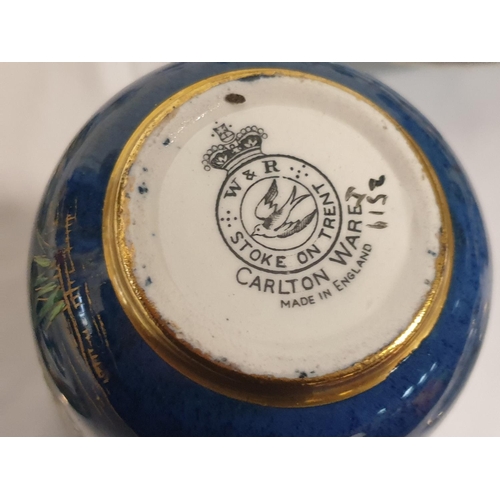 W & R
STOKE ON TRENT
CARLTON WARE
MADE IN ENGLAND